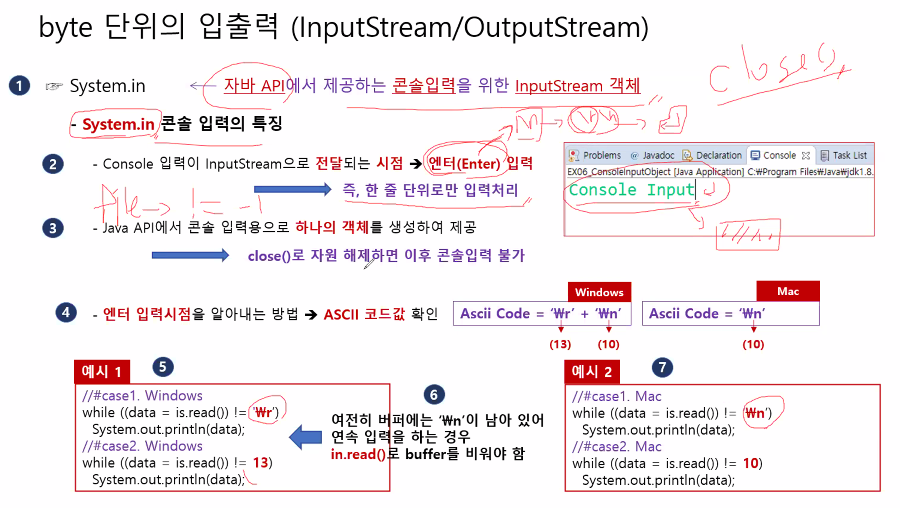 byte 단위의 입출력 (InputStream/OutputStream)
1 ☞ System.in ← 자바 API에서 제공하는 콘솔입력을 위한 InputStream 객체
close()
- System.in 콘솔 입력의 특징
2 - Console 입력이 InputStream으로 전달되는 시점 ➔ 엔터(Enter) 입력
즉, 한 줄 단위로만 입력처리
file → != -1
Problems @ Javadoc Declaration Console Task List
EX06_ConsoleInputObject [Java Application] C:₩Program Files₩Java₩jdk1.8.
Console Input
3 - Java API에서 콘솔 입력용으로 하나의 객체를 생성하여 제공
close()로 자원 해제하면 이후 콘솔입력 불가
4 - 엔터 입력시점을 알아내는 방법 ➔ ASCII 코드값 확인
Windows
Ascii Code = '₩r' + '₩n'
(13) (10)
Mac
Ascii Code = '₩n'
(10)
예시 1 5
//#case1. Windows
while ((data = is.read()) != '₩r')
System.out.println(data);
//#case2. Windows
while ((data = is.read()) != 13)
System.out.println(data);
6
여전히 버퍼에는 '₩n'이 남아 있어
연속 입력을 하는 경우
in.read()로 buffer를 비워야 함
예시 2 7
//#case1. Mac
while ((data = is.read()) != '₩n')
System.out.println(data);
//#case2. Mac
while ((data = is.read()) != 10)
System.out.println(data);